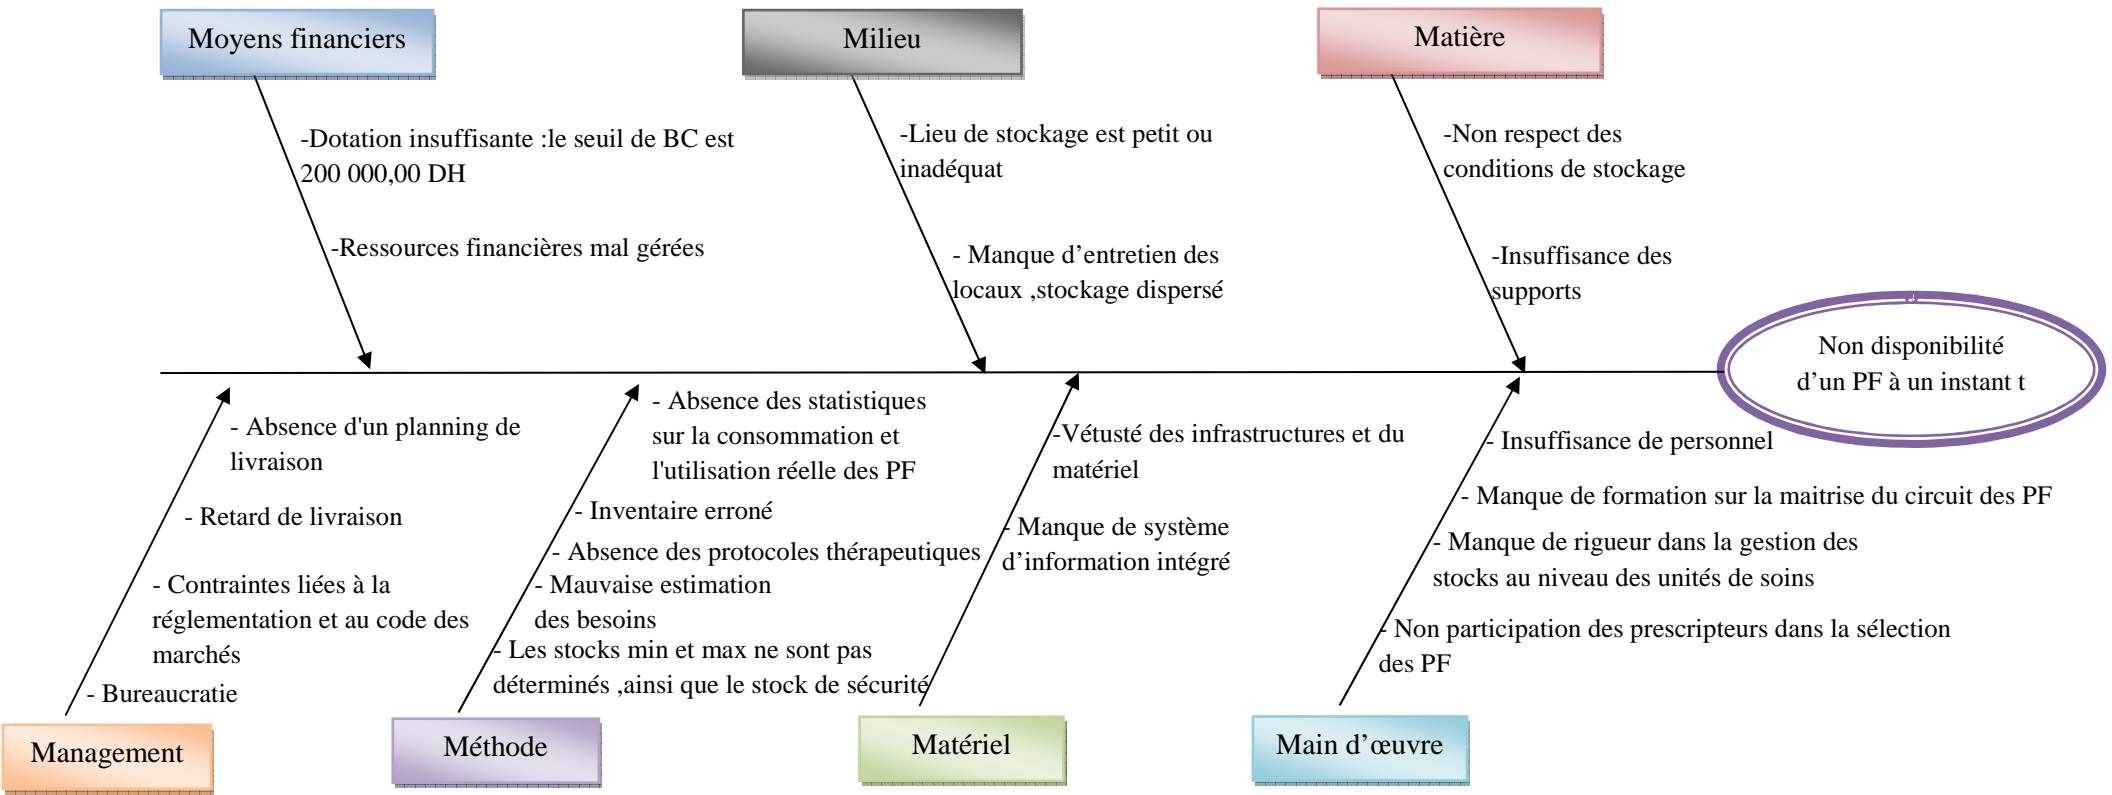 Moyens financiers
Milieu
Matière
-Dotation insuffisante :le seuil de BC est
200 000,00 DH
-Ressources financières mal gérées
-Lieu de stockage est petit ou
inadéquat
- Manque d’entretien des
locaux ,stockage dispersé
-Non respect des
conditions de stockage
-Insuffisance des
supports
Non disponibilité
d’un PF à un instant t
- Absence d'un planning de
livraison
- Retard de livraison
- Contraintes liées à la
réglementation et au code des
marchés
- Bureaucratie
- Absence des statistiques
sur la consommation et
l'utilisation réelle des PF
- Inventaire erroné
- Absence des protocoles thérapeutiques
- Mauvaise estimation
des besoins
- Les stocks min et max ne sont pas
déterminés ,ainsi que le stock de sécurité
-Vétusté des infrastructures et du
matériel
- Manque de système
d’information intégré
- Insuffisance de personnel
- Manque de formation sur la maitrise du circuit des PF
- Manque de rigueur dans la gestion des
stocks au niveau des unités de soins
- Non participation des prescripteurs dans la sélection
des PF
Management
Méthode
Matériel
Main d’œuvre